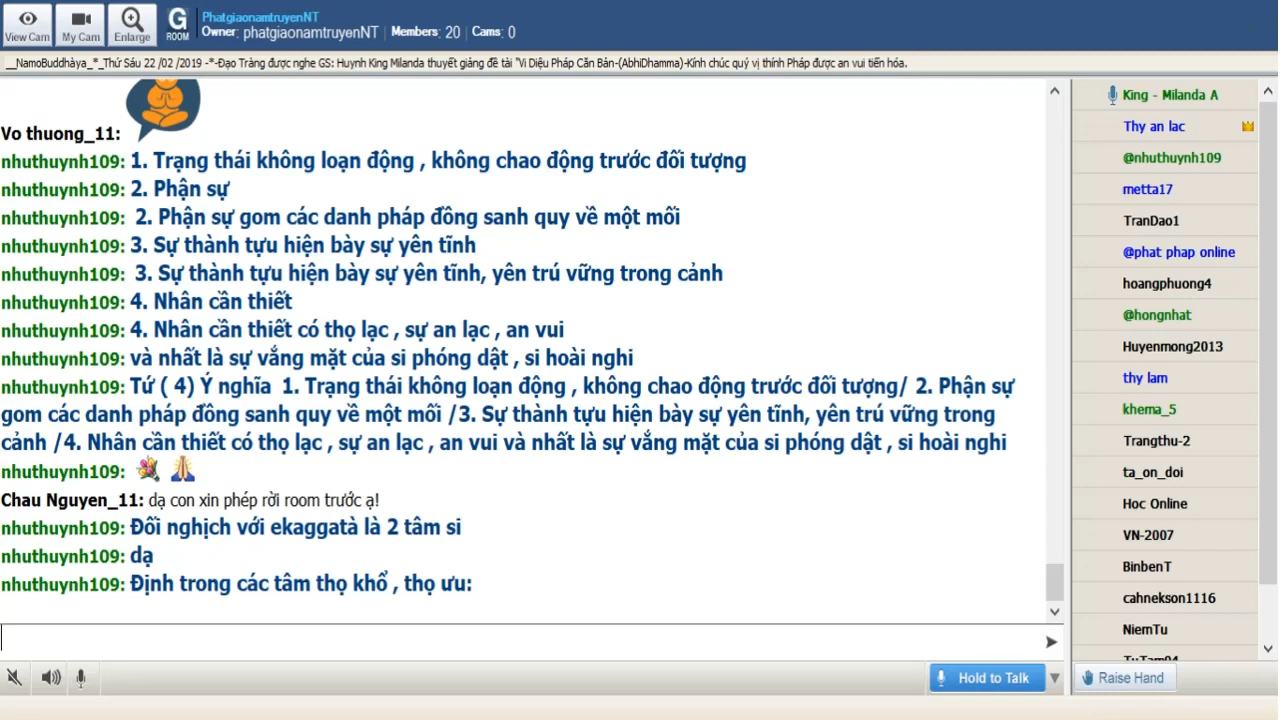 View Cam
My Cam
Enlarge
G
ROOM
PhatgiaonamtruyenNT
Owner: phatgiaonamtruyenNT | Members: 20 | Cams: 0
__NamoBuddhàya_*_Thứ Sáu 22 /02 /2019 -*-Đạo Tràng được nghe GS: Huynh King Milanda thuyết giảng đề tài "Vi Diệu Pháp Căn Bản-(AbhiDhamma)-Kính chúc quý vị thính Pháp được an vui tiến hóa.
Vo thuong_11:
nhuthuynh109: 1. Trạng thái không loạn động , không chao động trước đối tượng
nhuthuynh109: 2. Phận sự
nhuthuynh109: 2. Phận sự gom các danh pháp đồng sanh quy về một mối
nhuthuynh109: 3. Sự thành tựu hiện bày sự yên tĩnh
nhuthuynh109: 3. Sự thành tựu hiện bày sự yên tĩnh, yên trú vững trong cảnh
nhuthuynh109: 4. Nhân cần thiết
nhuthuynh109: 4. Nhân cần thiết có thọ lạc , sự an lạc , an vui
nhuthuynh109: và nhất là sự vắng mặt của si phóng dật , si hoài nghi
nhuthuynh109: Tứ ( 4) Ý nghĩa 1. Trạng thái không loạn động , không chao động trước đối tượng/ 2. Phận sự
gom các danh pháp đồng sanh quy về một mối /3. Sự thành tựu hiện bày sự yên tĩnh, yên trú vững trong
cảnh /4. Nhân cần thiết có thọ lạc , sự an lạc , an vui và nhất là sự vắng mặt của si phóng dật , si hoài nghi
nhuthuynh109:
Chau Nguyen_11: dạ con xin phép rời room trước ạ!
nhuthuynh109: Đối nghịch với ekaggatà là 2 tâm si
nhuthuynh109: dạ
nhuthuynh109: Định trong các tâm thọ khổ , thọ ưu:
King - Milanda A
Thy an lac
@nhuthuynh109
metta17
TranDao1
@phat phap online
hoangphuong4
@hongnhat
Huyenmong2013
thy lam
khema_5
Trangthu-2
ta_on_doi
Hoc Online
VN-2007
BinbenT
cahnekson1116
NiemTu
TuTam04
Hold to Talk
Raise Hand